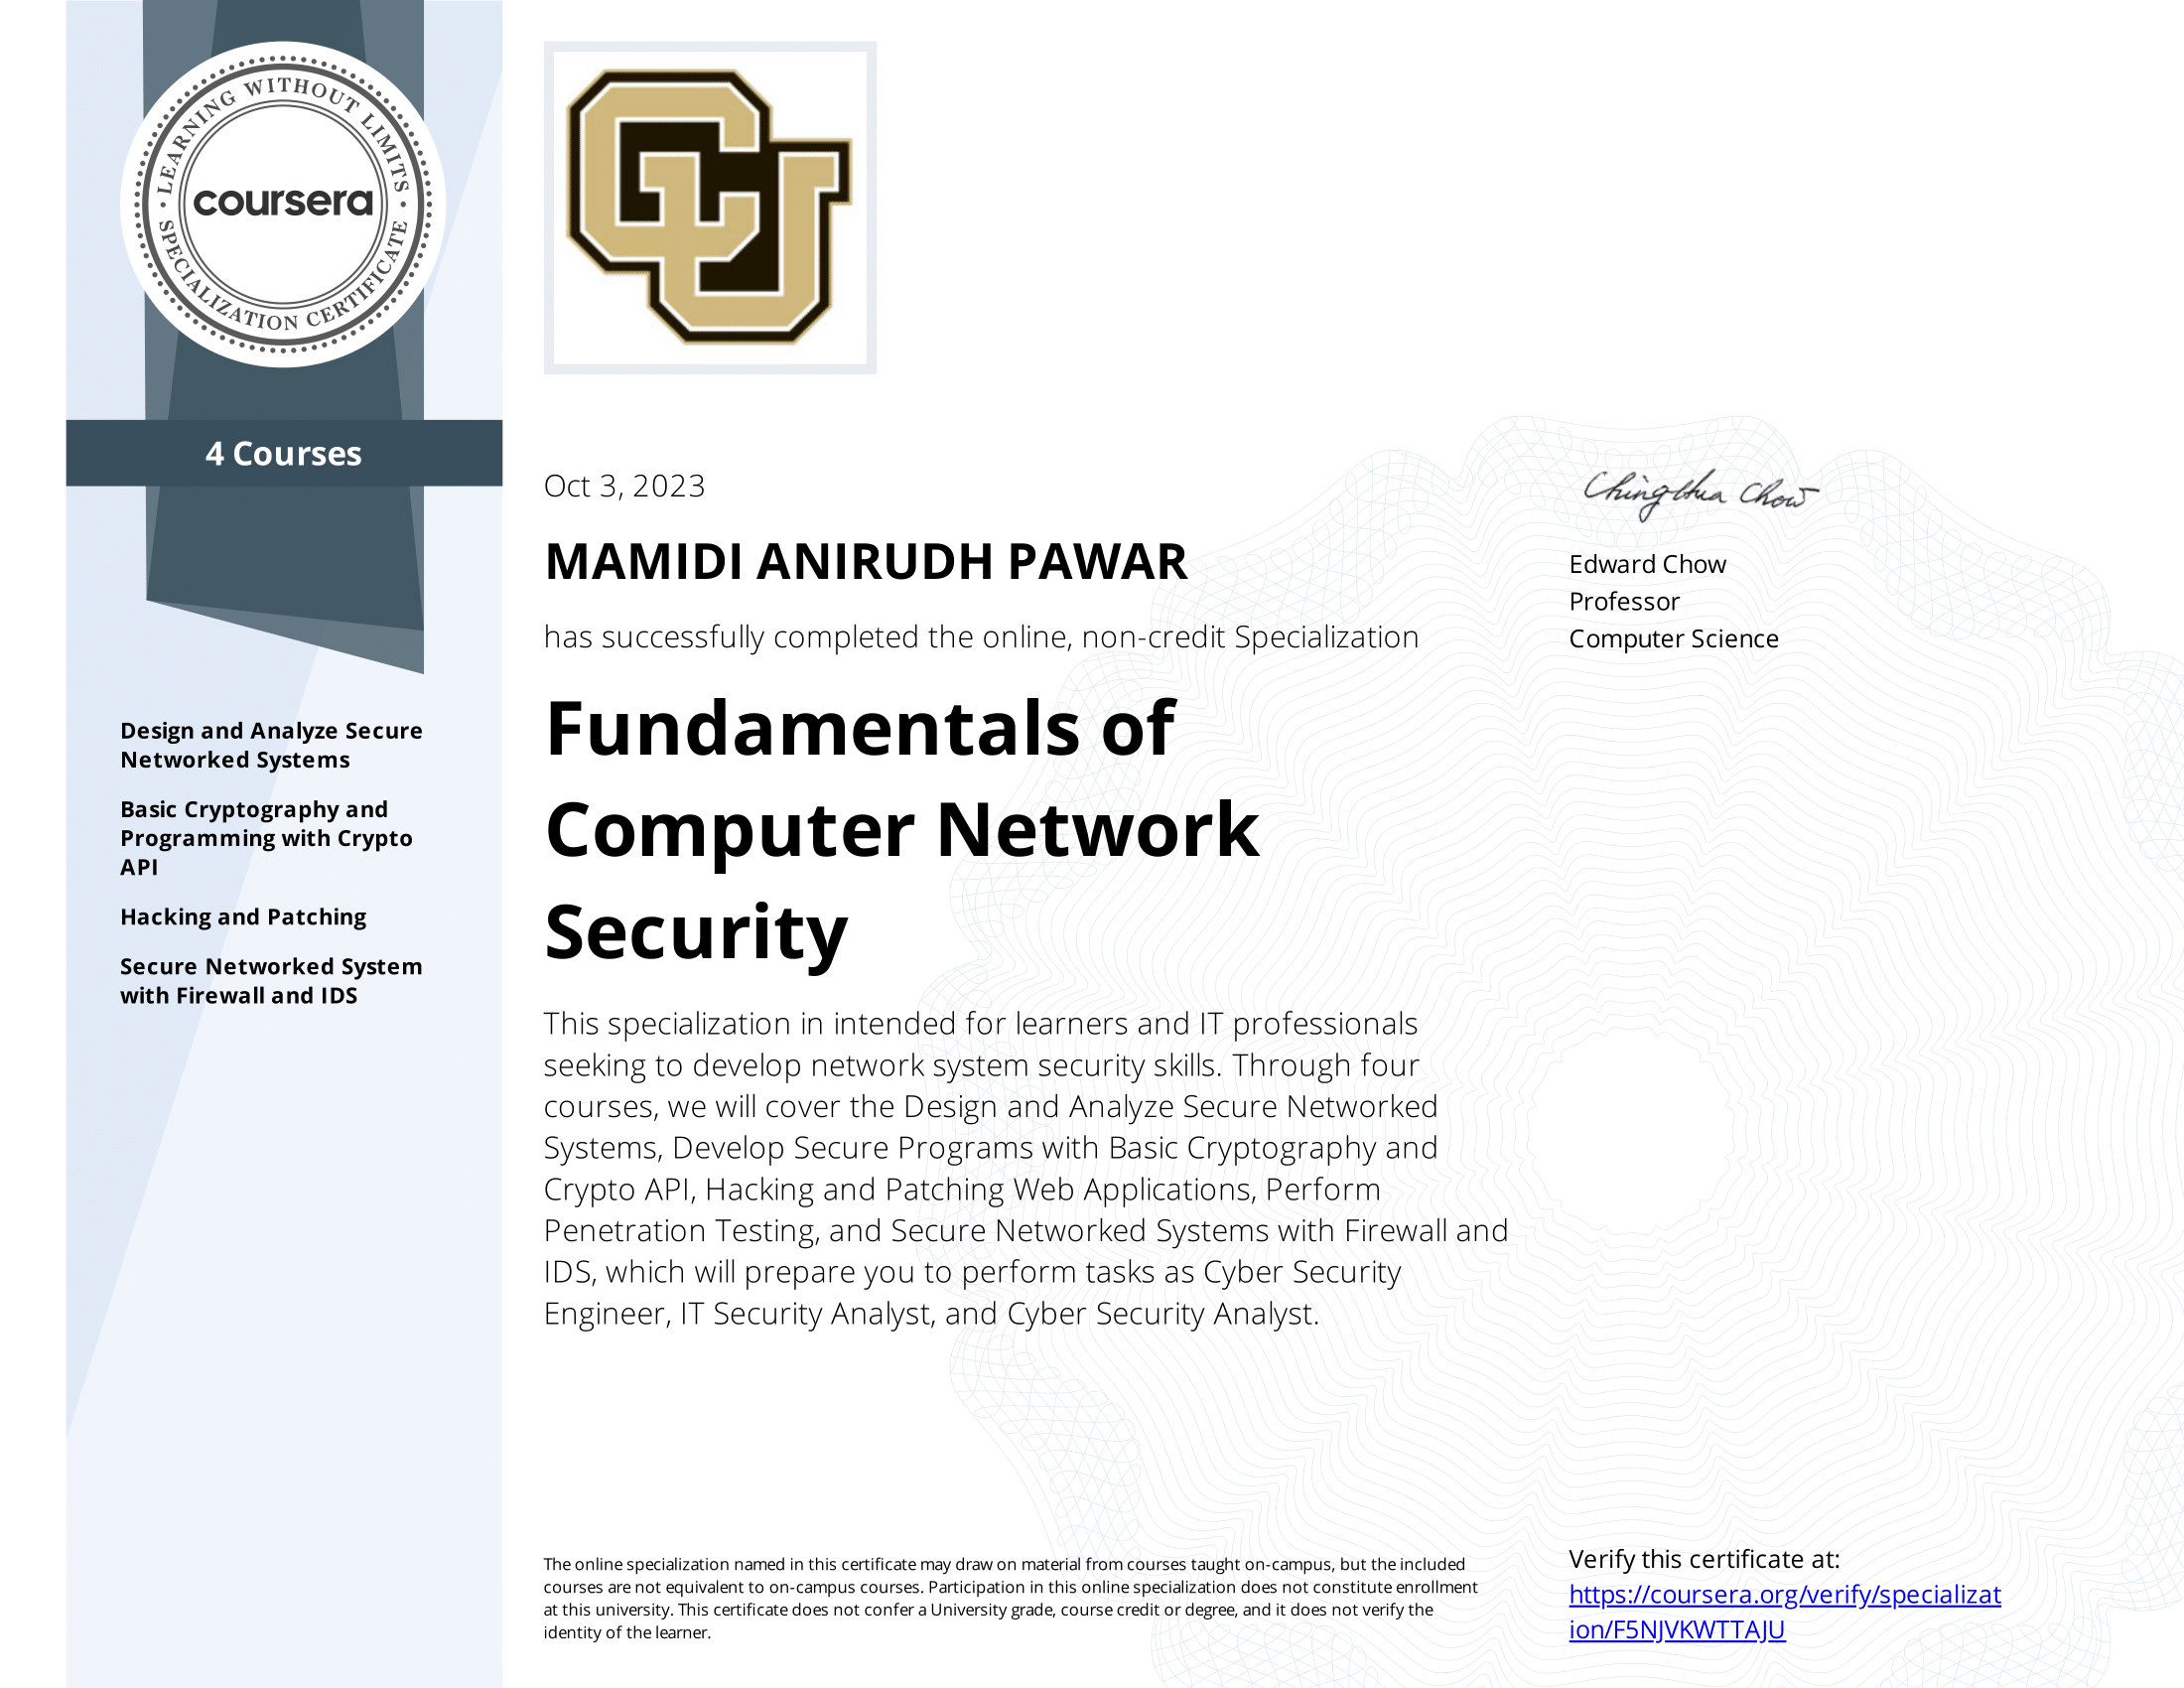 LEARNING WITHOUT LIMITS
coursera
SPECIALIZATION CERTIFICATE
4 Courses
Design and Analyze Secure
Networked Systems
Basic Cryptography and
Programming with Crypto
API
Hacking and Patching
Secure Networked System
with Firewall and IDS
CU
Oct 3, 2023
MAMIDI ANIRUDH PAWAR
has successfully completed the online, non-credit Specialization
Fundamentals of
Computer Network
Security
This specialization in intended for learners and IT professionals
seeking to develop network system security skills. Through four
courses, we will cover the Design and Analyze Secure Networked
Systems, Develop Secure Programs with Basic Cryptography and
Crypto API, Hacking and Patching Web Applications, Perform
Penetration Testing, and Secure Networked Systems with Firewall and
IDS, which will prepare you to perform tasks as Cyber Security
Engineer, IT Security Analyst, and Cyber Security Analyst.
ChingHua Chow
Edward Chow
Professor
Computer Science
The online specialization named in this certificate may draw on material from courses taught on-campus, but the included
courses are not equivalent to on-campus courses. Participation in this online specialization does not constitute enrollment
at this university. This certificate does not confer a University grade, course credit or degree, and it does not verify the
identity of the learner.
Verify this certificate at:
https://coursera.org/verify/specializat
ion/F5NJVKWTTAJU